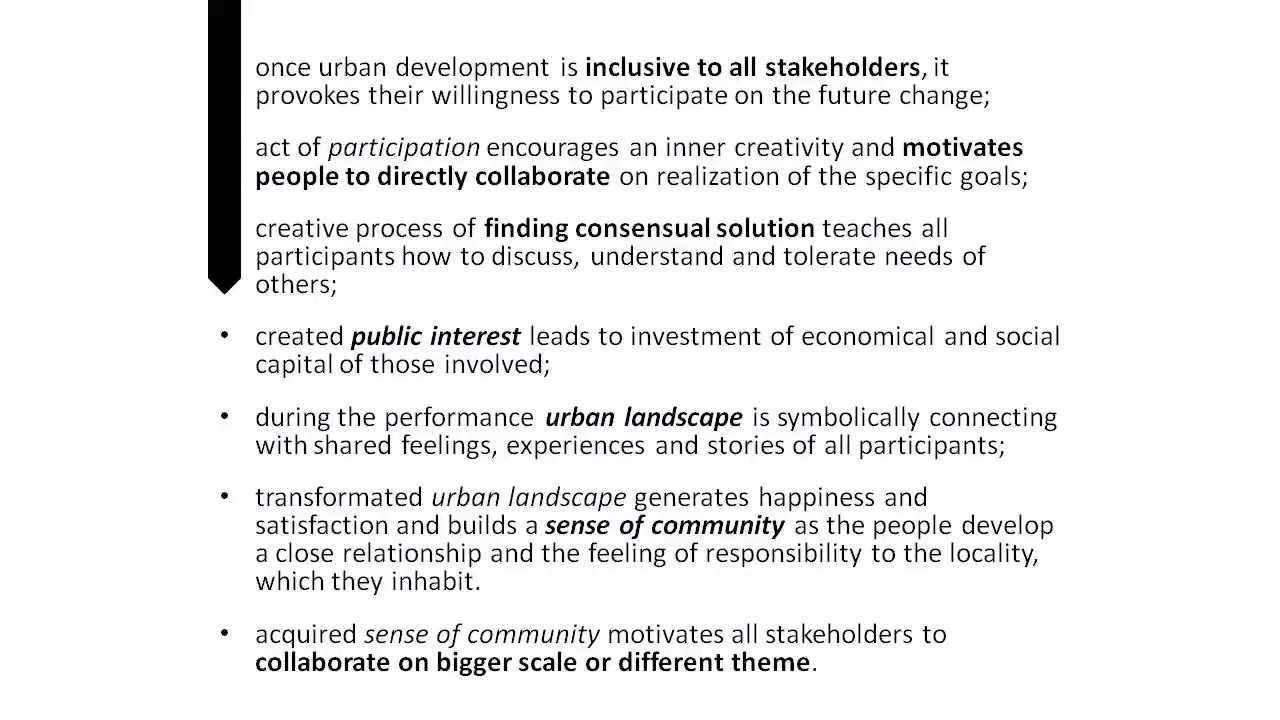 once urban development is inclusive to all stakeholders, it
provokes their willingness to participate on the future change;
act of participation encourages an inner creativity and motivates
people to directly collaborate on realization of the specific goals;
creative process of finding consensual solution teaches all
participants how to discuss, understand and tolerate needs of
others;
• created public interest leads to investment of economical and social
capital of those involved;
• during the performance urban landscape is symbolically connecting
with shared feelings, experiences and stories of all participants;
• transformated urban landscape generates happiness and
satisfaction and builds a sense of community as the people develop
a close relationship and the feeling of responsibility to the locality,
which they inhabit.
• acquired sense of community motivates all stakeholders to
collaborate on bigger scale or different theme.